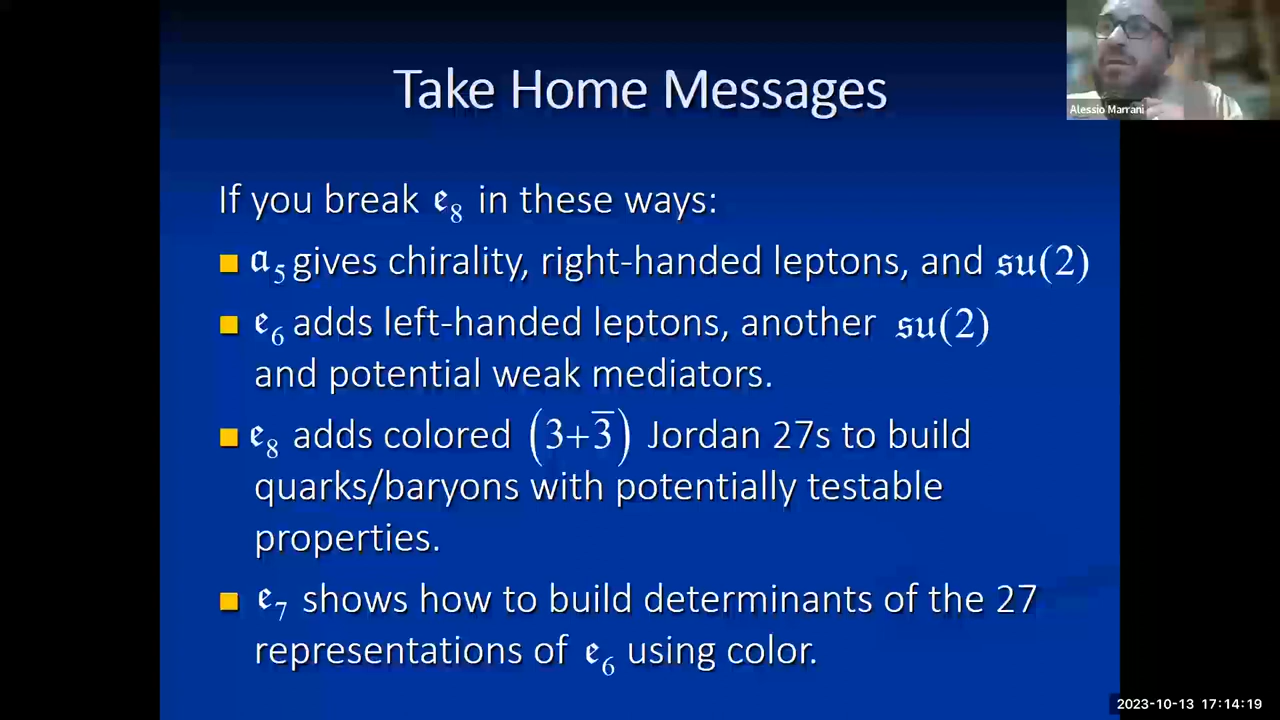 Take Home Messages
Alessio Marrani
If you break 𝔢₈ in these ways:
𝔞₅ gives chirality, right-handed leptons, and 𝔰𝔲(2)
𝔢₆ adds left-handed leptons, another 𝔰𝔲(2)
and potential weak mediators.
𝔢₈ adds colored (3+3̅) Jordan 27s to build
quarks/baryons with potentially testable
properties.
𝔢₇ shows how to build determinants of the 27
representations of 𝔢₆ using color.
2023-10-13 17:14:19